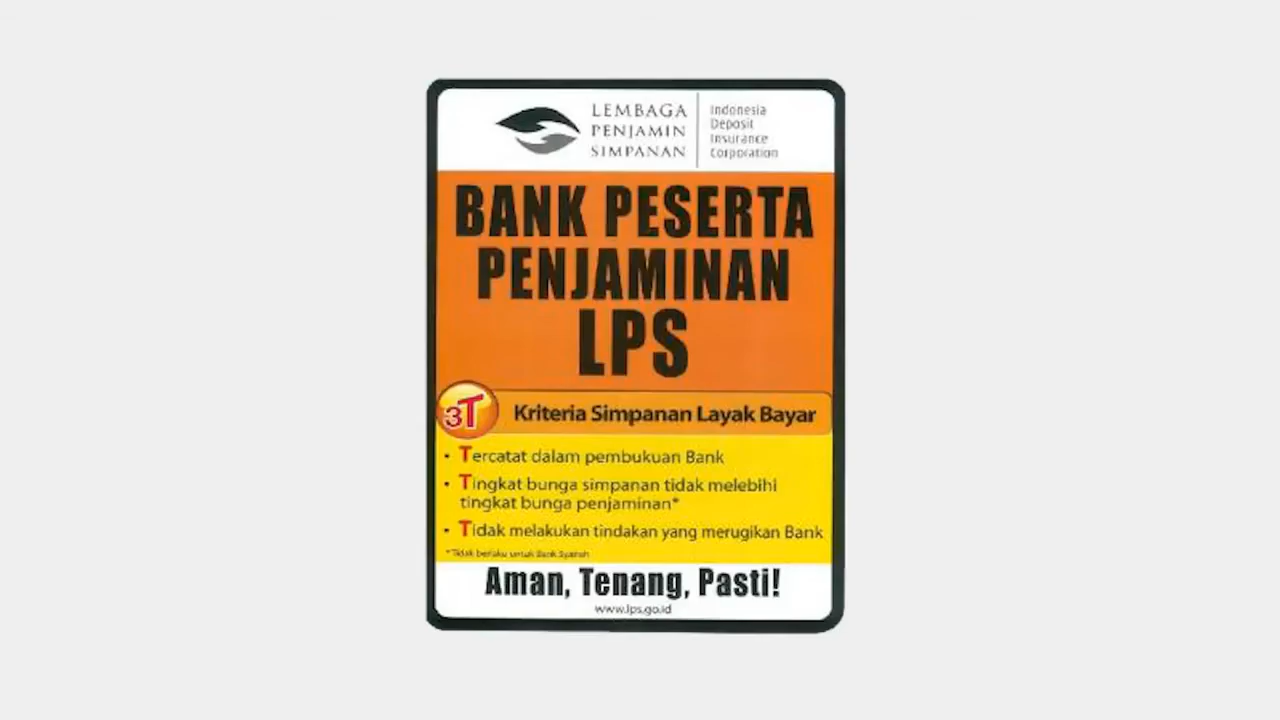 LEMBAGA
PENJAMIN
SIMPANAN
Indonesia
Deposit
Insurance
Corporation
BANK PESERTA
PENJAMINAN
LPS
3T Kriteria Simpanan Layak Bayar
• Tercatat dalam pembukuan Bank
• Tingkat bunga simpanan tidak melebihi
tingkat bunga penjaminan*
• Tidak melakukan tindakan yang merugikan Bank
* Tidak berlaku untuk Bank Syariah
Aman, Tenang, Pasti!
www.lps.go.id